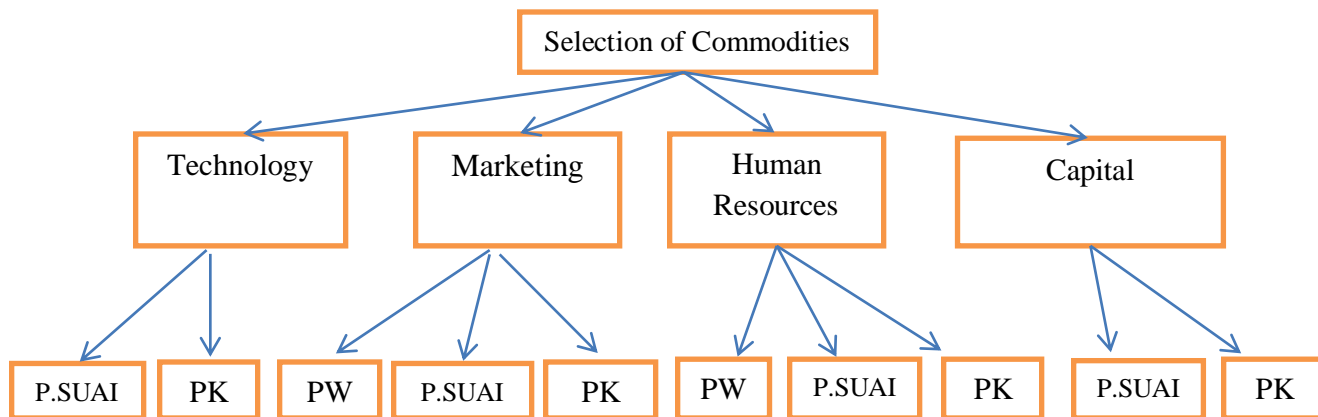 Selection of Commodities
Technology
Marketing
Human
Resources
Capital
P.SUAI
PK
PW
P.SUAI
PK
PW
P.SUAI
PK
P.SUAI
PK